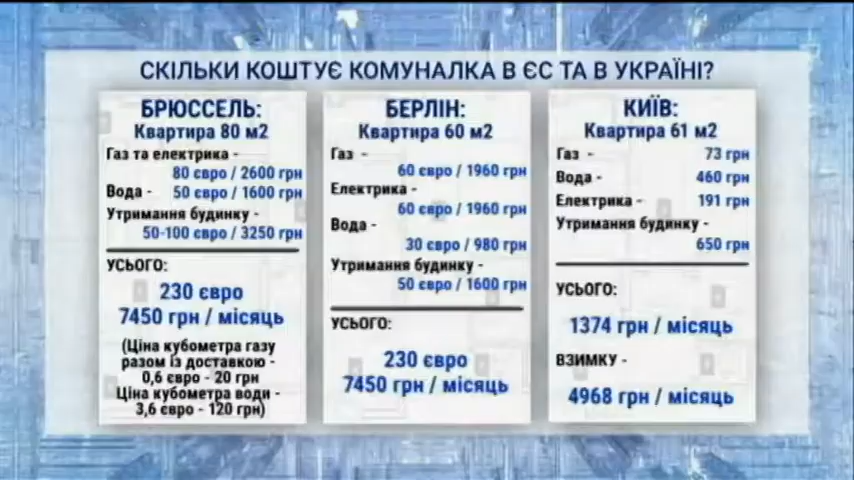 СКІЛЬКИ КОШТУЄ КОМУНАЛКА В ЄС ТА В УКРАЇНІ?
БРЮССЕЛЬ:
Квартира 80 м2
Газ та електрика -
80 євро / 2600 грн
Вода - 50 євро / 1600 грн
Утримання будинку -
50-100 євро / 3250 грн
УСЬОГО:
230 євро
7450 грн / місяць
(Ціна кубометра газу
разом із доставкою -
0,6 євро - 20 грн
Ціна кубометра води -
3,6 євро - 120 грн)
БЕРЛІН:
Квартира 60 м2
Газ -
60 євро / 1960 грн
Електрика -
60 євро / 1960 грн
Вода -
30 євро / 980 грн
Утримання будинку -
50 євро / 1600 грн
УСЬОГО:
230 євро
7450 грн / місяць
КИЇВ:
Квартира 61 м2
Газ - 73 грн
Вода - 460 грн
Електрика - 191 грн
Утримання будинку -
650 грн
УСЬОГО:
1374 грн / місяць
ВЗИМКУ -
4968 грн / місяць